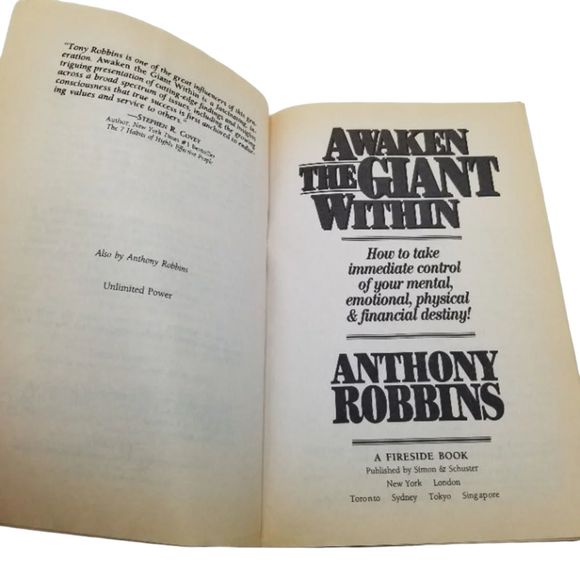 "Tony Robbins is one of the great influencers of this gen-
eration. Awaken the Giant Within is a fascinating, in-
triguing presentation of cutting-edge findings and insights
across a broad spectrum of issues, including the growing
consciousness that true success is first anchored in endur-
ing values and service to others."
—STEPHEN R. COVEY
Author, New York Times #1 bestseller
The 7 Habits of Highly Effective People
Also by Anthony Robbins
Unlimited Power
AWAKEN
THE GIANT
WITHIN
How to take
immediate control
of your mental,
emotional, physical
& financial destiny!
ANTHONY
ROBBINS
A FIRESIDE BOOK
Published by Simon & Schuster
New York London
Toronto Sydney Tokyo Singapore